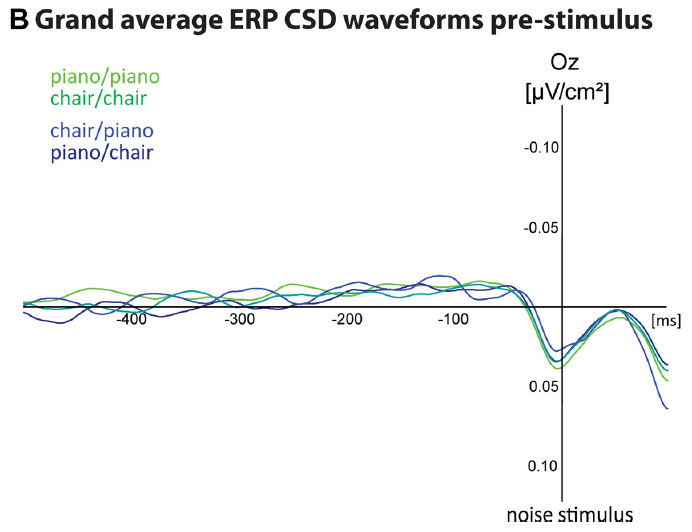 B Grand average ERP CSD waveforms pre-stimulus
Oz
[µV/cm²]
piano/piano
chair/chair
chair/piano
piano/chair
-0.10
-0.05
-400 -300 -200 -100 [ms]
0.05
0.10
noise stimulus